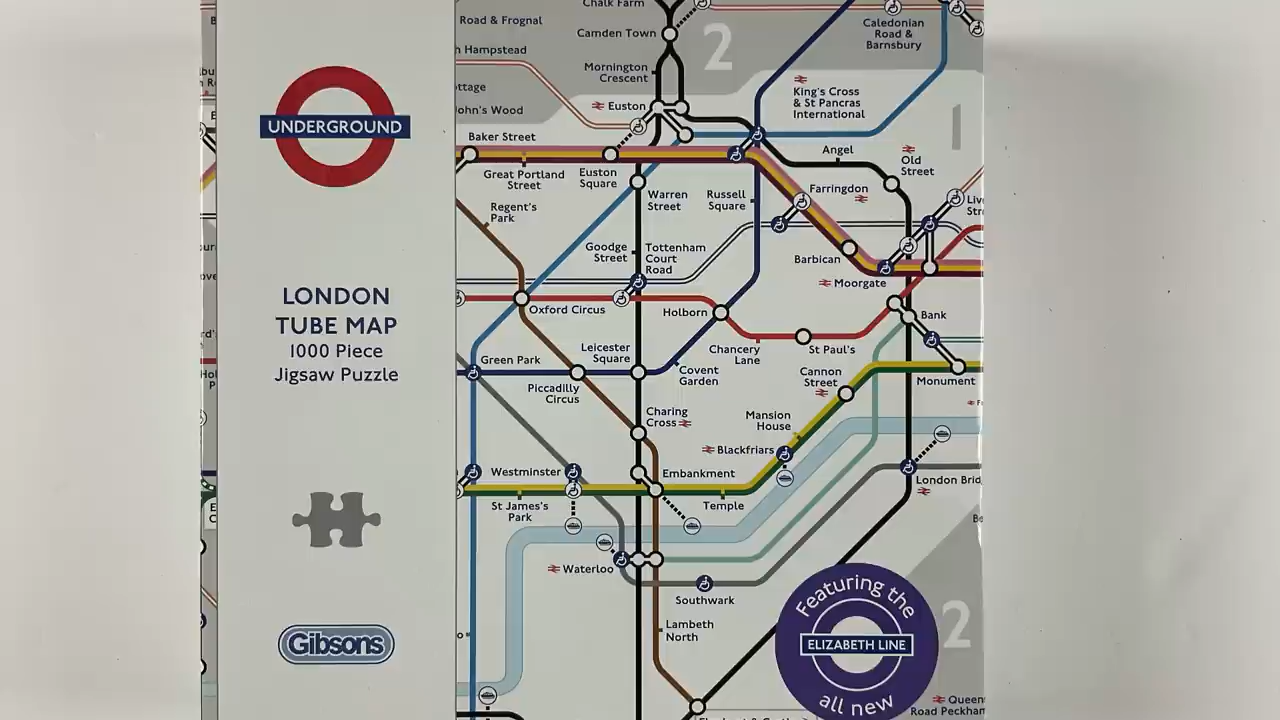 UNDERGROUND
LONDON
TUBE MAP
1000 Piece
Jigsaw Puzzle
Gibsons
Chalk Farm
Road & Frognal
Camden Town
2
Caledonian
Road &
Barnsbury
Hampstead
Mornington
Crescent
King's Cross
& St Pancras
International
John's Wood
Euston
1
Baker Street
Angel
Old
Street
Great Portland
Street
Euston
Square
Warren
Street
Russell
Square
Farringdon
Regent's
Park
Goodge
Street
Tottenham
Court
Road
Barbican
Moorgate
Oxford Circus
Holborn
Bank
Leicester
Square
Chancery
Lane
St Paul's
Green Park
Covent
Garden
Cannon
Street
Monument
Piccadilly
Circus
Charing
Cross
Mansion
House
Blackfriars
Westminster
Embankment
St James's
Park
Temple
London
Waterloo
Southwark
Lambeth
North
Featuring the
ELIZABETH LINE
all new
2
Queen
Road Peckham